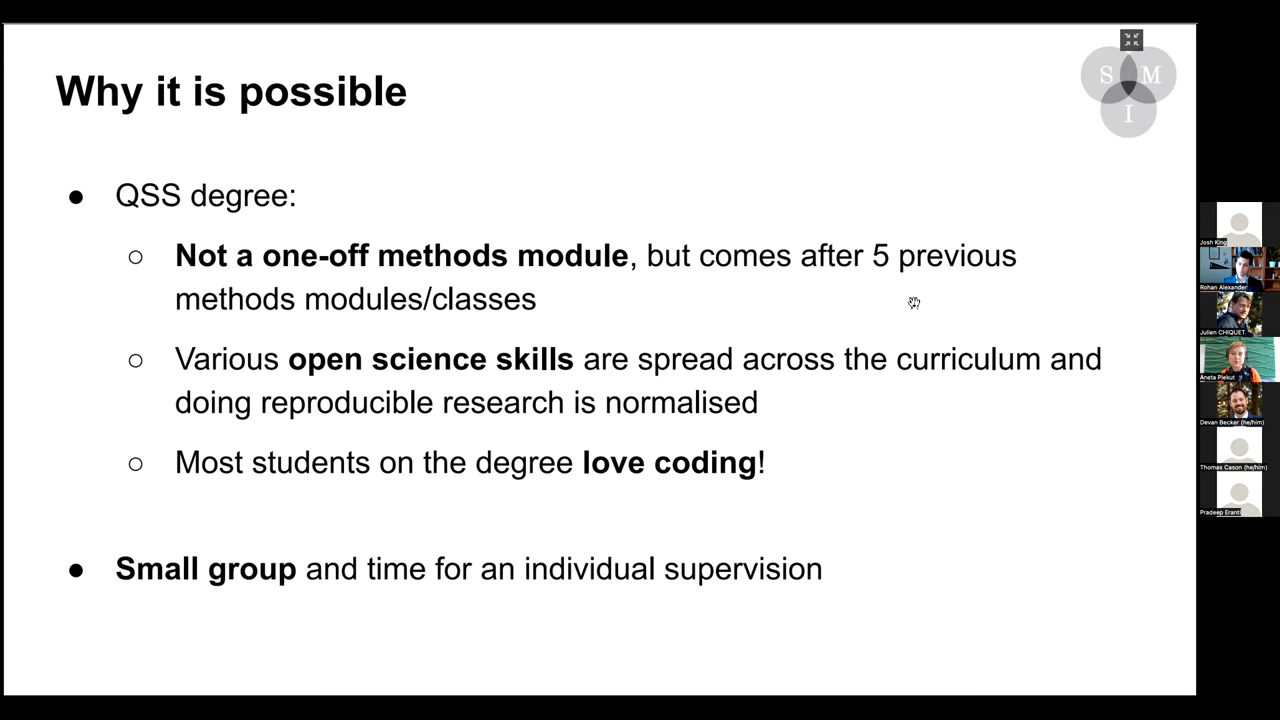 Why it is possible
S M
I
● QSS degree:
○ Not a one-off methods module, but comes after 5 previous
methods modules/classes
○ Various open science skills are spread across the curriculum and
doing reproducible research is normalised
○ Most students on the degree love coding!
● Small group and time for an individual supervision
Josh King
Rohan Alexander
Julien CHIQUET
Aneta Piekut
Devan Becker (he/him)
Thomas Cason (he/him)
Pradeep Eranti